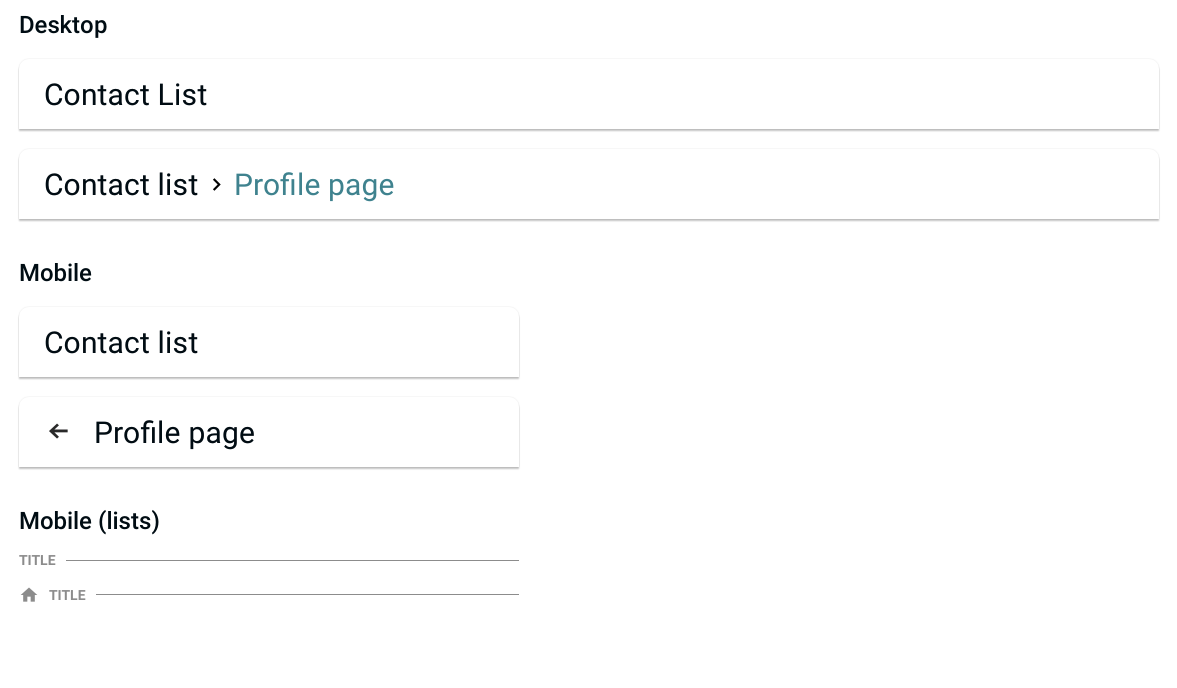 Desktop
Contact List
Contact list › Profile page
Mobile
Contact list
Profile page
Mobile (lists)
TITLE
TITLE